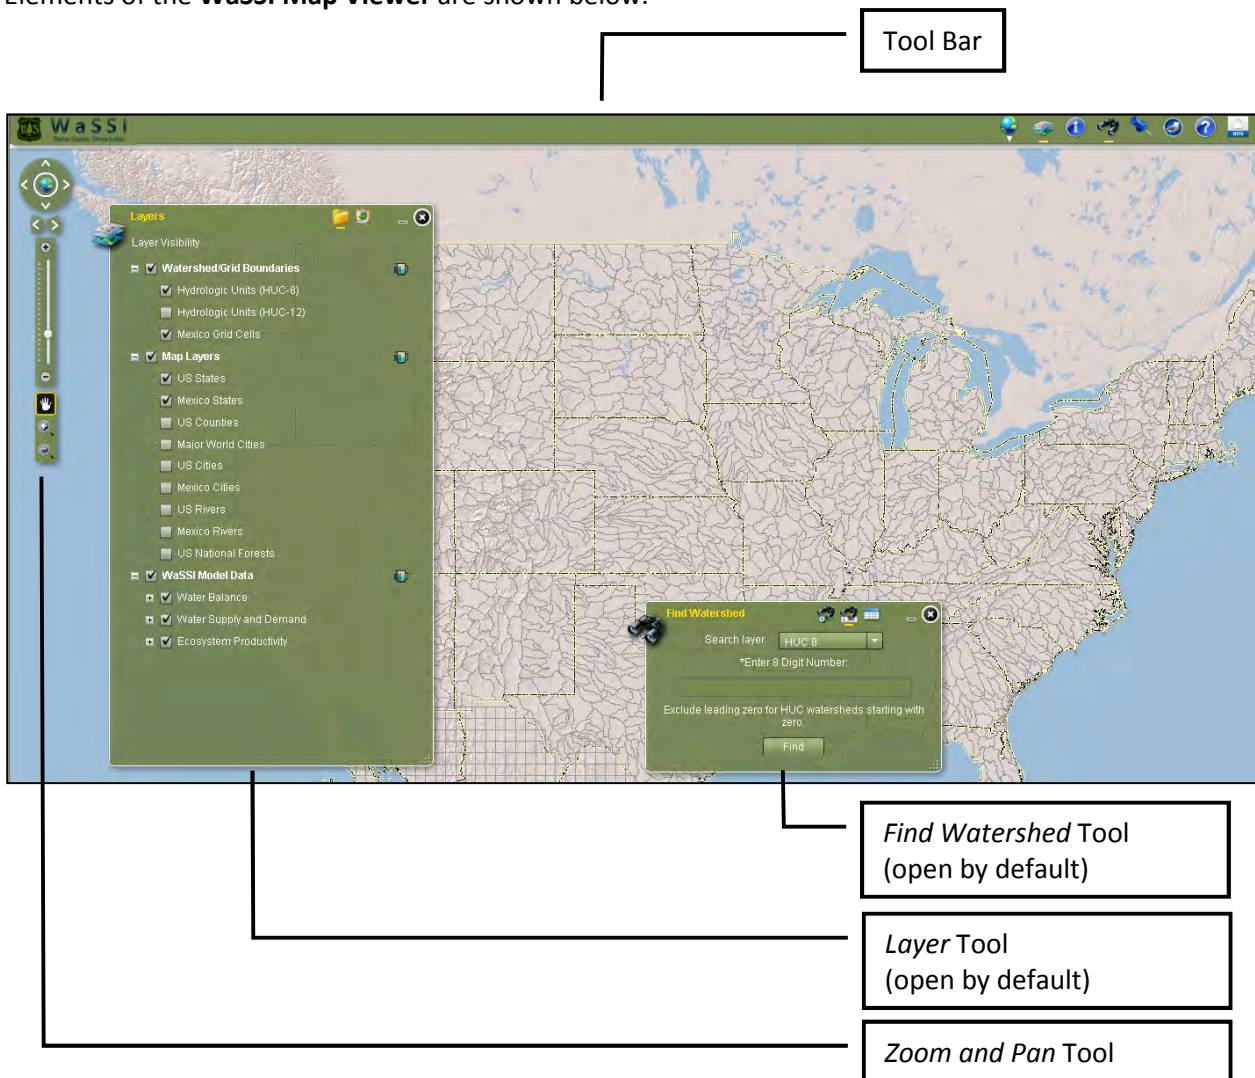 Elements of the WaSSI Map Viewer are shown below.
Tool Bar
WaSSI
Layers
Layer Visibility
Watershed/Grid Boundaries
Hydrologic Units (HUC-8)
Hydrologic Units (HUC-12)
Mexico Grid Cells
Map Layers
US States
Mexico States
US Counties
Major World Cities
US Cities
Mexico Cities
US Rivers
Mexico Rivers
US National Forests
WaSSI Model Data
Water Balance
Water Supply and Demand
Ecosystem Productivity
Find Watershed
Search layer HUC 8
*Enter 8 Digit Number:
Exclude leading zero for HUC watersheds starting with
zero.
Find
Find Watershed Tool
(open by default)
Layer Tool
(open by default)
Zoom and Pan Tool